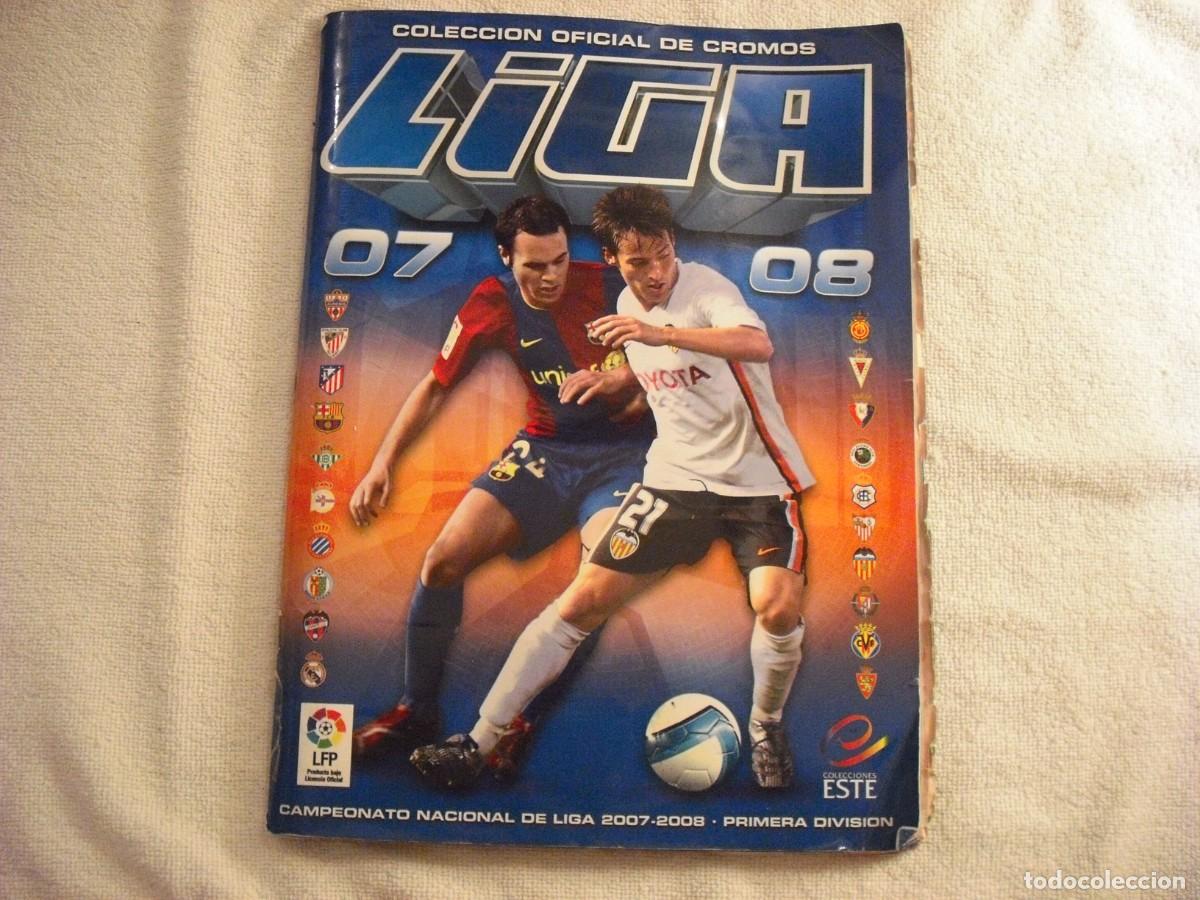 COLECCION OFICIAL DE CROMOS
LiGA
07 08
unicef
TOYOTA
24
21
LFP
Producto bajo
Licencia Oficial
COLECCIONES
ESTE
CAMPEONATO NACIONAL DE LIGA 2007-2008 · PRIMERA DIVISION
todocoleccion